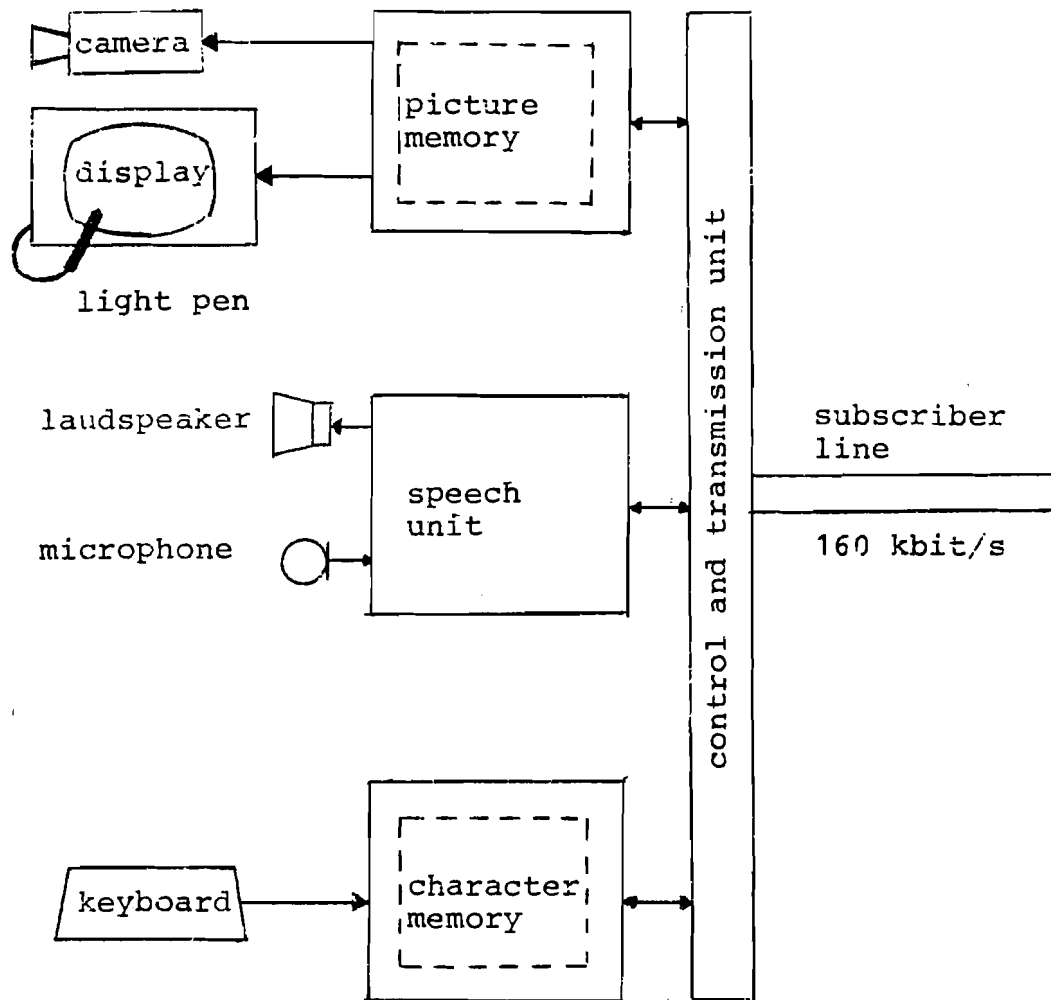 camera
picture
memory
display
light pen
laudspeaker
speech
unit
microphone
control and transmission unit
subscriber
line
160 kbit/s
keyboard
character
memory